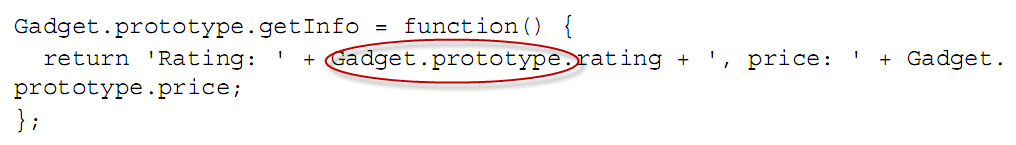 Gadget.prototype.getInfo = function() {
  return 'Rating: ' + Gadget.prototype.rating + ', price: ' + Gadget.
prototype.price;
};